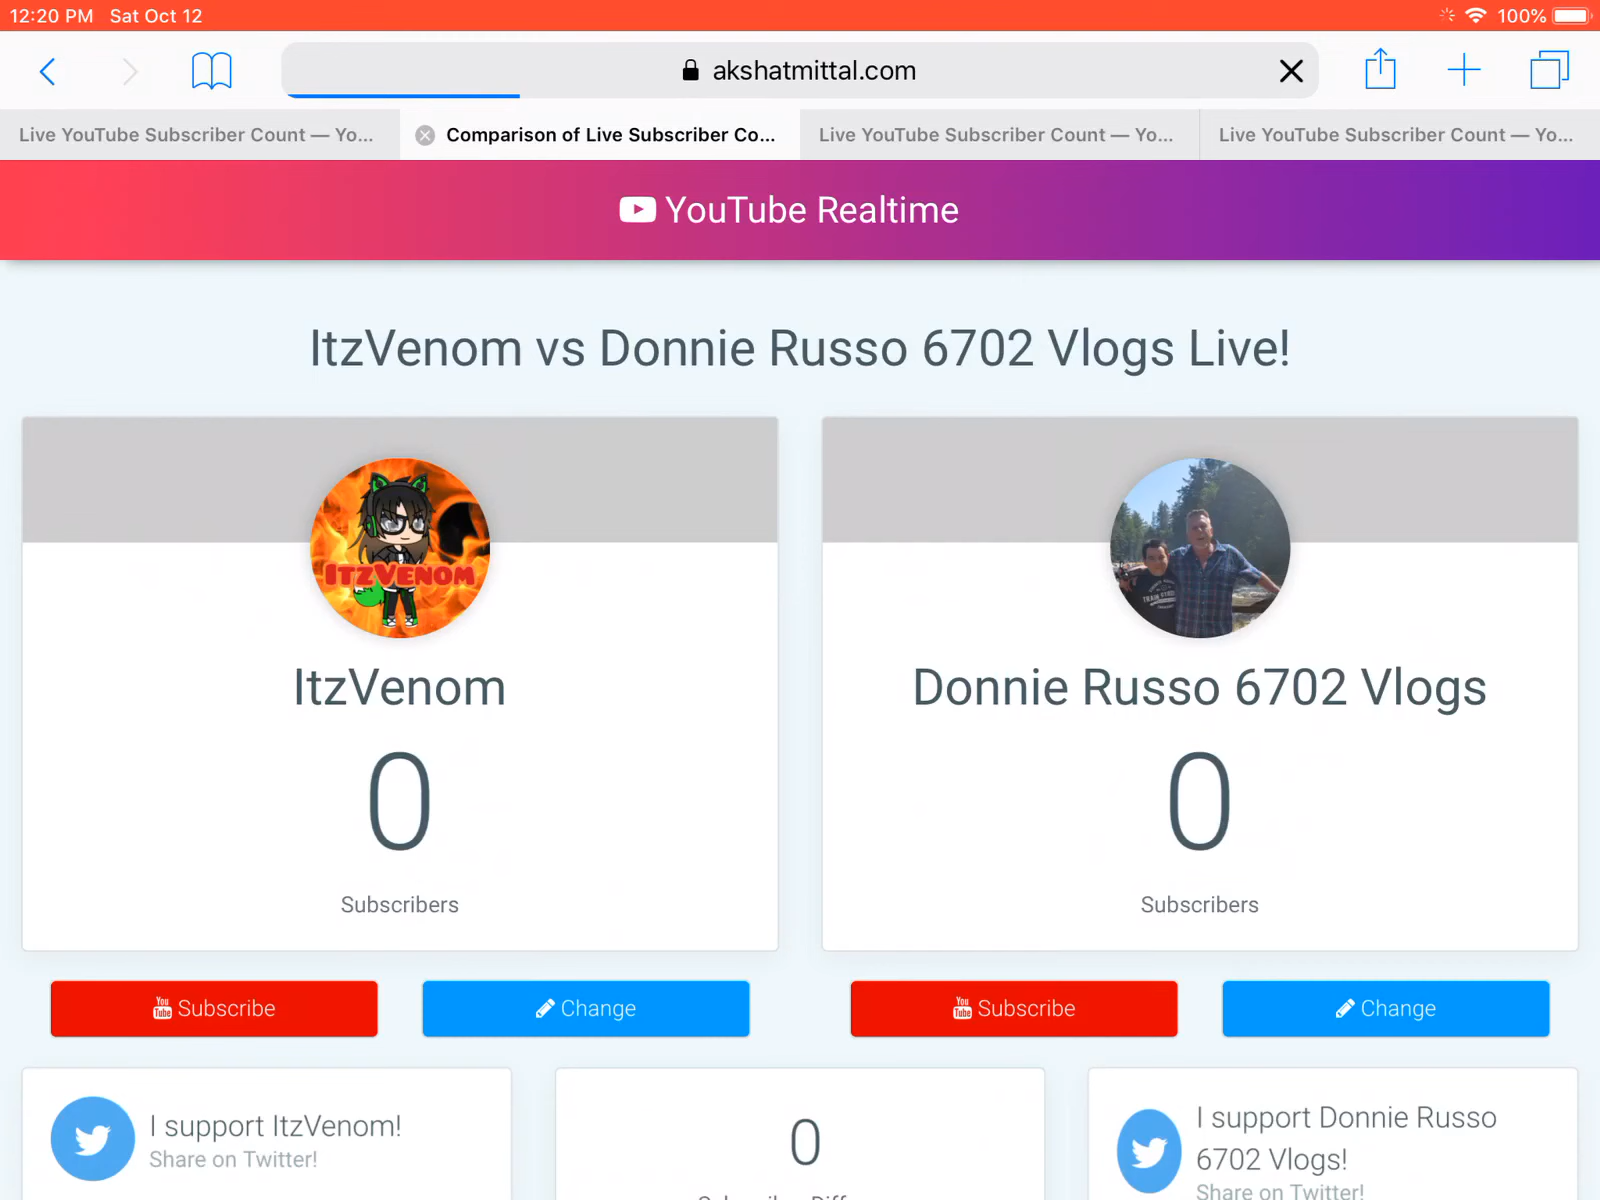 12:20 PM Sat Oct 12 100%
akshatmittal.com
Live YouTube Subscriber Count — Yo... Comparison of Live Subscriber Co... Live YouTube Subscriber Count — Yo... Live YouTube Subscriber Count — Yo...
YouTube Realtime
ItzVenom vs Donnie Russo 6702 Vlogs Live!
ItzVenom
ItzVenom
0
Subscribers
Subscribe Change
Donnie Russo 6702 Vlogs
0
Subscribers
Subscribe Change
I support ItzVenom!
Share on Twitter!
0
I support Donnie Russo
6702 Vlogs!
Share on Twitter!